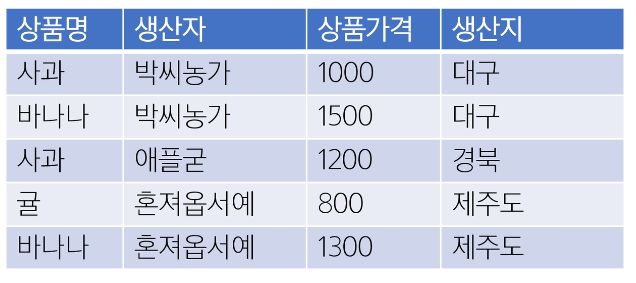 상품명 생산자 상품가격 생산지
사과 박씨농가 1000 대구
바나나 박씨농가 1500 대구
사과 애플굳 1200 경북
귤 혼져옵서예 800 제주도
바나나 혼져옵서예 1300 제주도